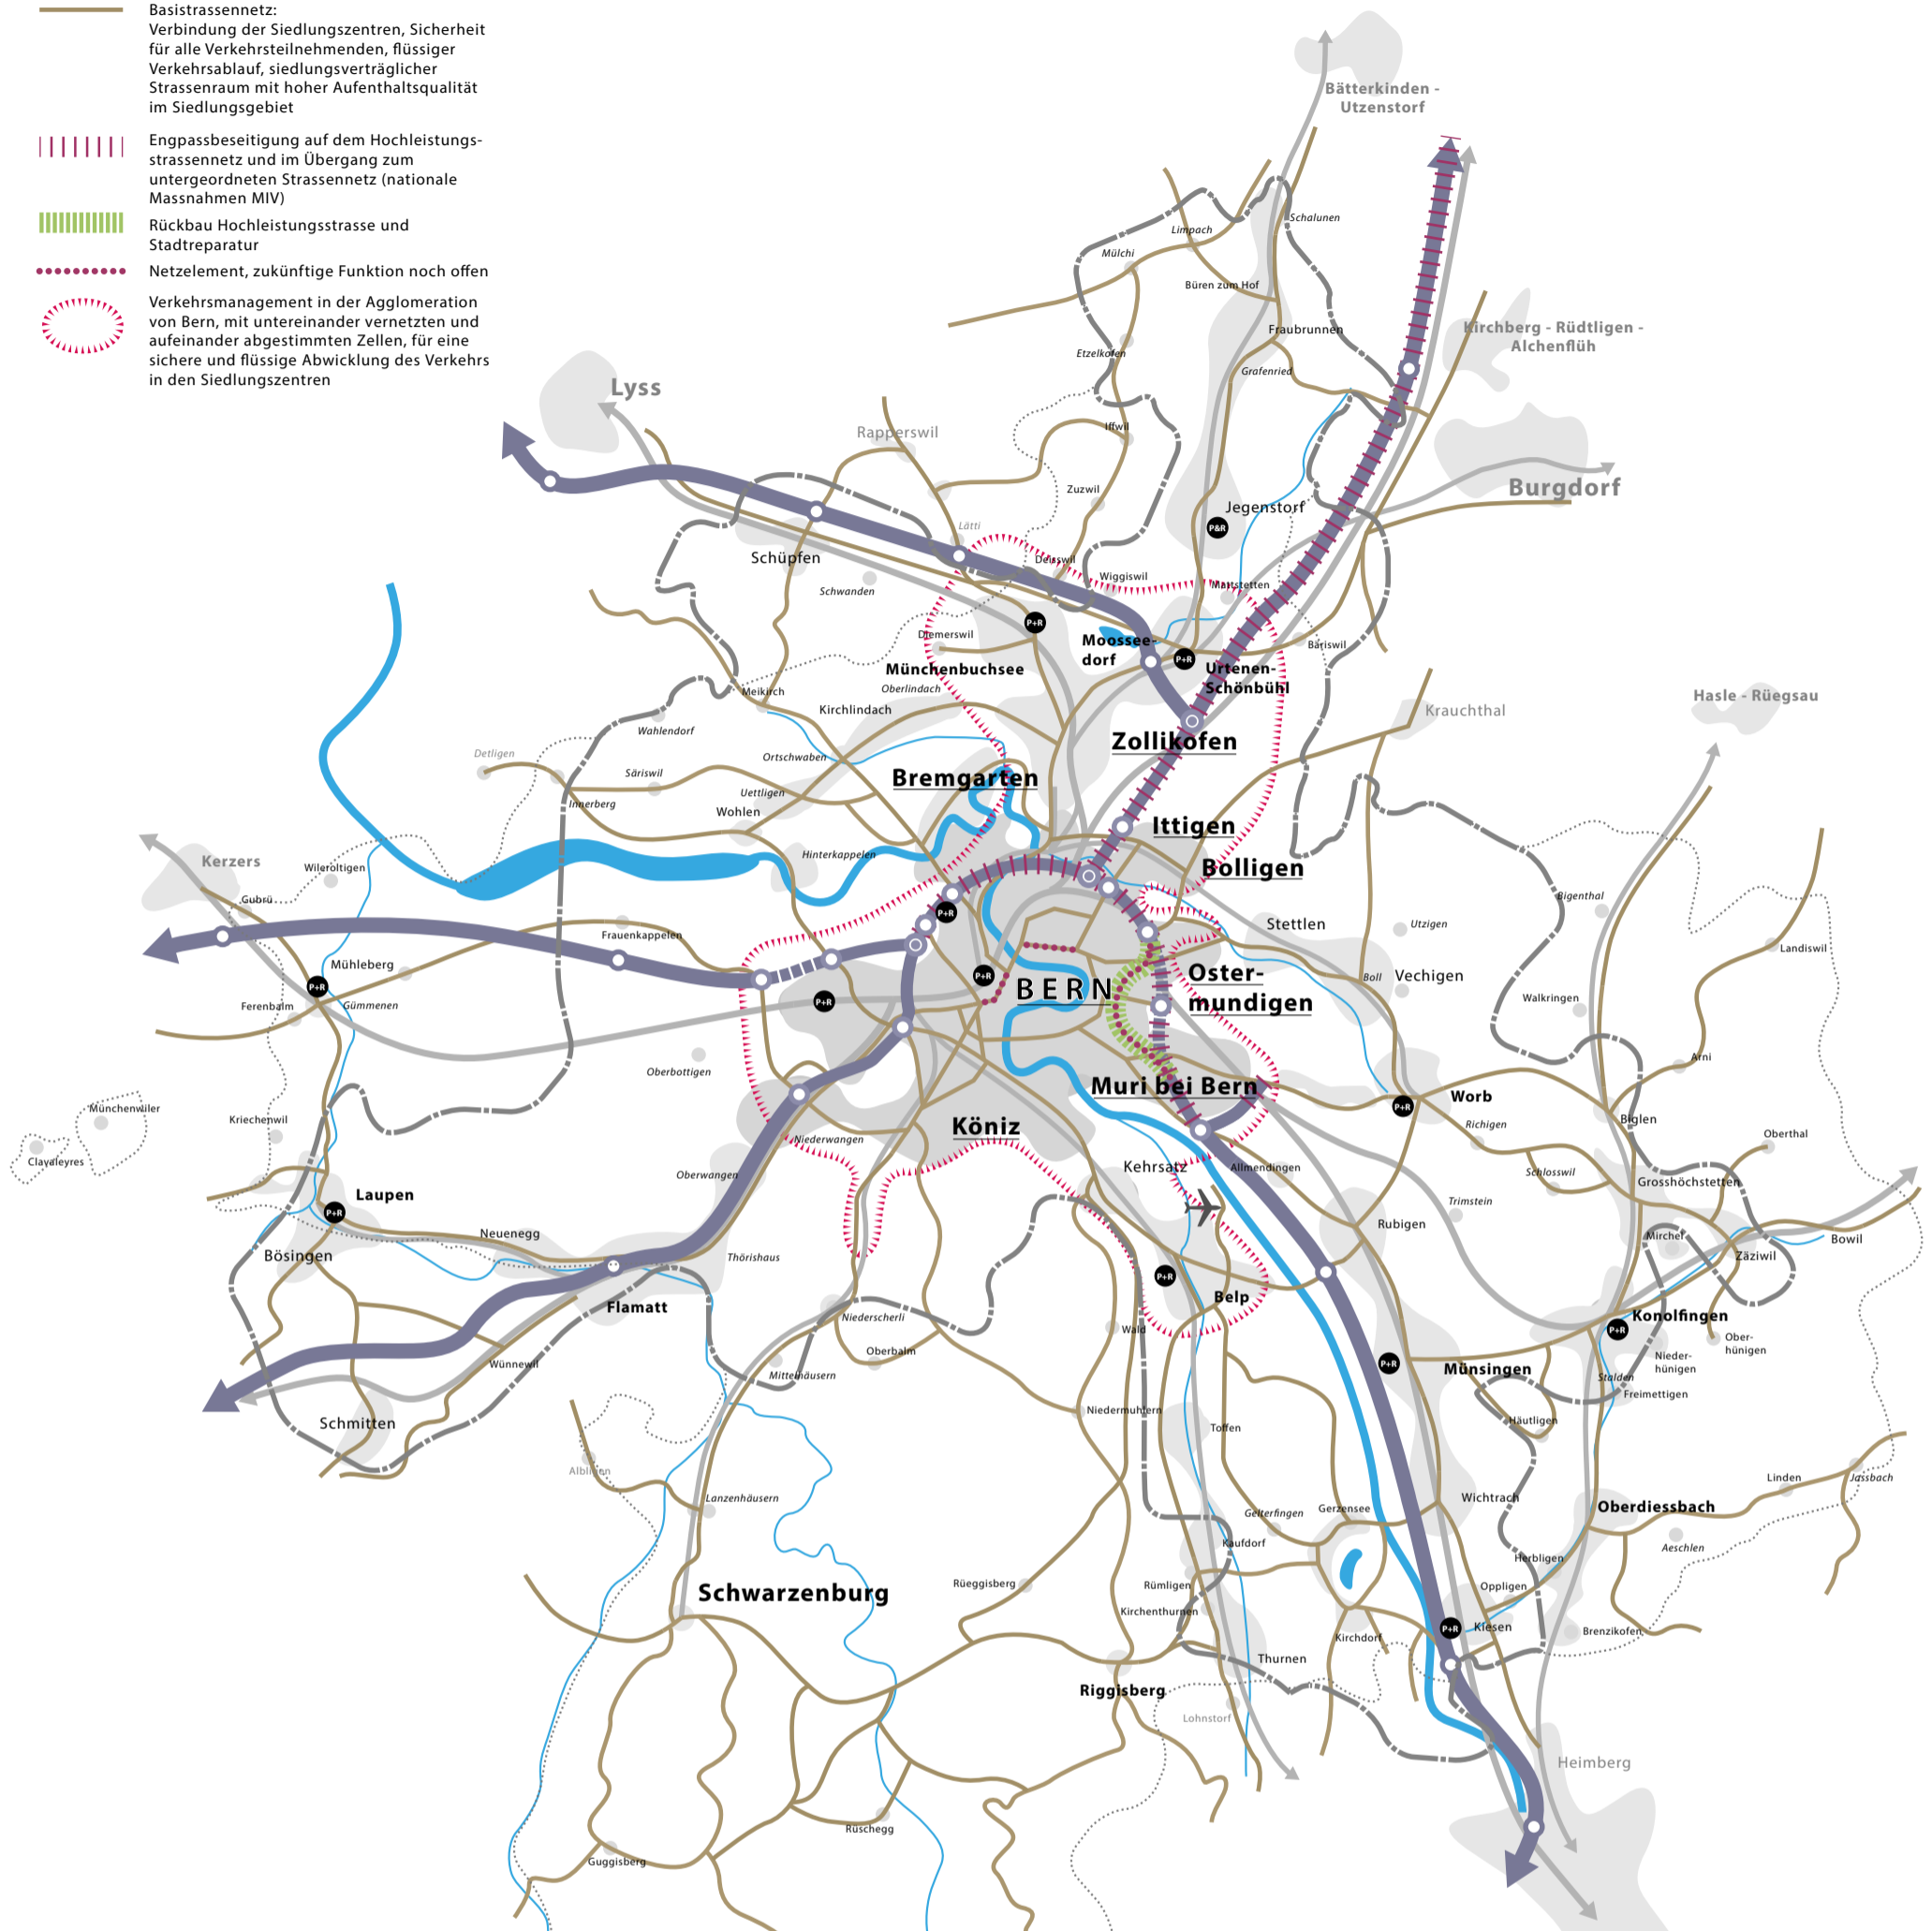 Basistrassennetz:
Verbindung der Siedlungszentren, Sicherheit
für alle Verkehrsteilnehmenden, flüssiger
Verkehrsablauf, siedlungsverträglicher
Strassenraum mit hoher Aufenthaltsqualität
im Siedlungsgebiet
Engpassbeseitigung auf dem Hochleistungs-
strassennetz und im Übergang zum
untergeordneten Strassennetz (nationale
Massnahmen MIV)
Rückbau Hochleistungsstrasse und
Stadtreparatur
Netzelement, zukünftige Funktion noch offen
Verkehrsmanagement in der Agglomeration
von Bern, mit untereinander vernetzten und
aufeinander abgestimmten Zellen, für eine
sichere und flüssige Abwicklung des Verkehrs
in den Siedlungszentren
Bätterkinden -
Utzenstorf
Schalunen
Limpach
Mülchi
Büren zum Hof
Fraubrunnen
Kirchberg - Rüdtligen -
Alchenflüh
Etzelkofen
Grafenried
Lyss
Rapperswil
Iffwil
Burgdorf
Zuzwil
Jegenstorf
P&R
Lätti
Schüpfen
Deisswil
Wiggiswil
Mattstetten
Schwanden
P+R
Diemerswil
Moossee-
dorf
P+R
Bäriswil
Münchenbuchsee
Urtenen-
Schönbühl
Oberlindach
Meikirch
Kirchlindach
Hasle - Rüegsau
Krauchthal
Wahlendorf
Zollikofen
Detligen
Ortschwaben
Säriswil
Bremgarten
Uettligen
Innerberg
Wohlen
Ittigen
Hinterkappelen
Kerzers
Wileroltigen
Bolligen
Gubrü
Bigenthal
P+R
Stettlen
Utzigen
Frauenkappelen
Landiswil
Mühleberg
P+R
P+R
Boll
Vechigen
Oster-
mundigen
BERN
P+R
Walkringen
Ferenbalm
Gümmenen
Arni
Oberbottigen
Muri bei Bern
Worb
P+R
Münchenwiler
Kriechenwil
Köniz
Biglen
Richigen
Niederwangen
Oberthal
Clavaleyres
Kehrsatz
Allmendingen
Oberwangen
Schlosswil
Grosshöchstetten
Laupen
P+R
Trimstein
Rubigen
Neuenegg
Mirchel
Bowil
Bösingen
Thörishaus
Zäziwil
P+R
Belp
Flamatt
Niederscherli
Wald
P+R
Konolfingen
Ober-
hünigen
Oberbalm
Nieder-
hünigen
Wünnewil
P+R
Münsingen
Mittelhäusern
Stalden
Freimettigen
Niedermuhlern
Häutligen
Schmitten
Toffen
Albligen
Linden
Jassbach
Lanzenhäusern
Wichtrach
Oberdiessbach
Gelterfingen
Gerzensee
Kaufdorf
Aeschlen
Herbligen
Rüeggisberg
Rümligen
Oppligen
Schwarzenburg
Kirchenthurnen
P+R
Kiesen
Brenzikofen
Kirchdorf
Thurnen
Riggisberg
Lohnstorf
Heimberg
Rüschegg
Guggisberg